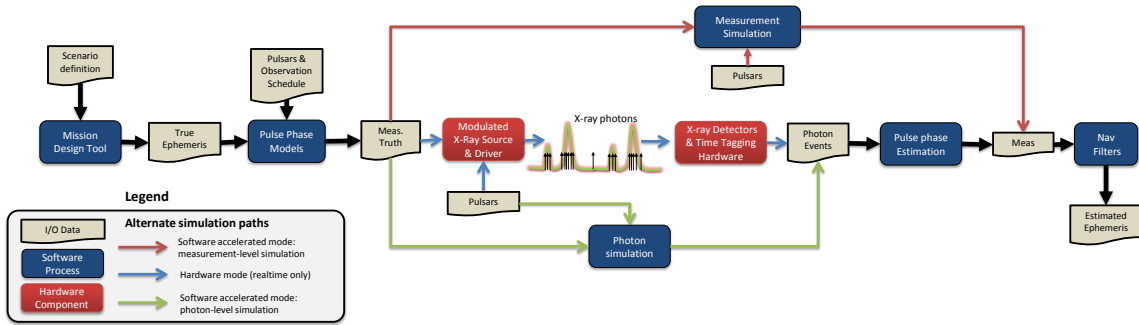 Measurement
Simulation
Scenario
definition
Pulsars &
Observation
Schedule
Pulsars
X-ray photons
Mission
Design Tool
True
Ephemeris
Pulse Phase
Models
Meas.
Truth
Modulated
X-Ray Source
& Driver
X-ray Detectors
& Time Tagging
Hardware
Photon
Events
Pulse phase
Estimation
Meas
Nav
Filters
Pulsars
Estimated
Ephemeris
Photon
simulation
Legend
I/O Data
Alternate simulation paths
Software
Process
Hardware
Component
Software accelerated mode:
measurement-level simulation
Hardware mode (realtime only)
Software accelerated mode:
photon-level simulation